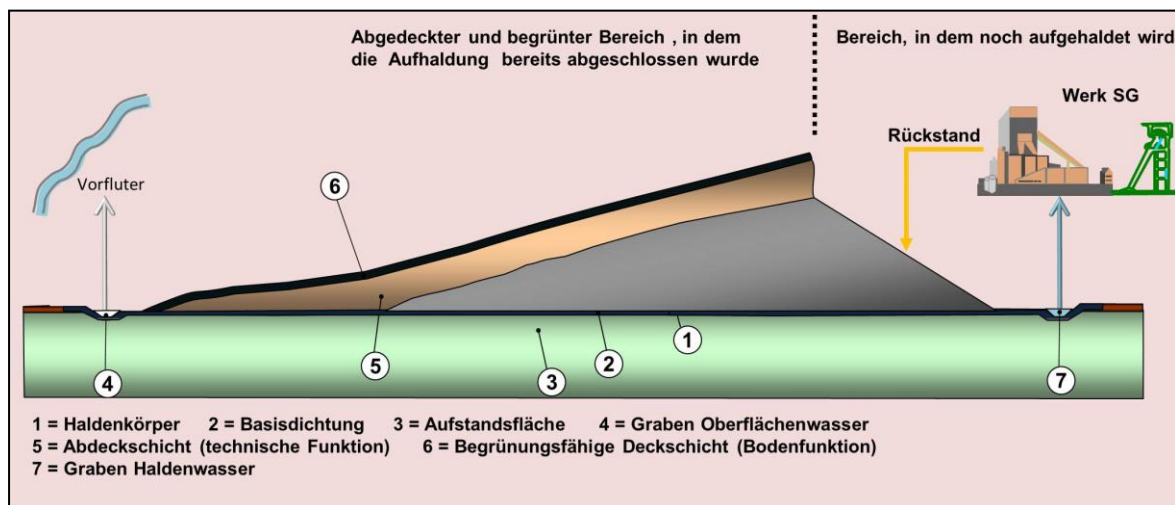 Abgedeckter und begrünter Bereich , in dem
die Aufhaldung bereits abgeschlossen wurde
Bereich, in dem noch aufgehaldet wird
Werk SG
Rückstand
Vorfluter
6
1
2
3
4
5
7
1 = Haldenkörper 2 = Basisdichtung 3 = Aufstandsfläche 4 = Graben Oberflächenwasser
5 = Abdeckschicht (technische Funktion) 6 = Begrünungsfähige Deckschicht (Bodenfunktion)
7 = Graben Haldenwasser